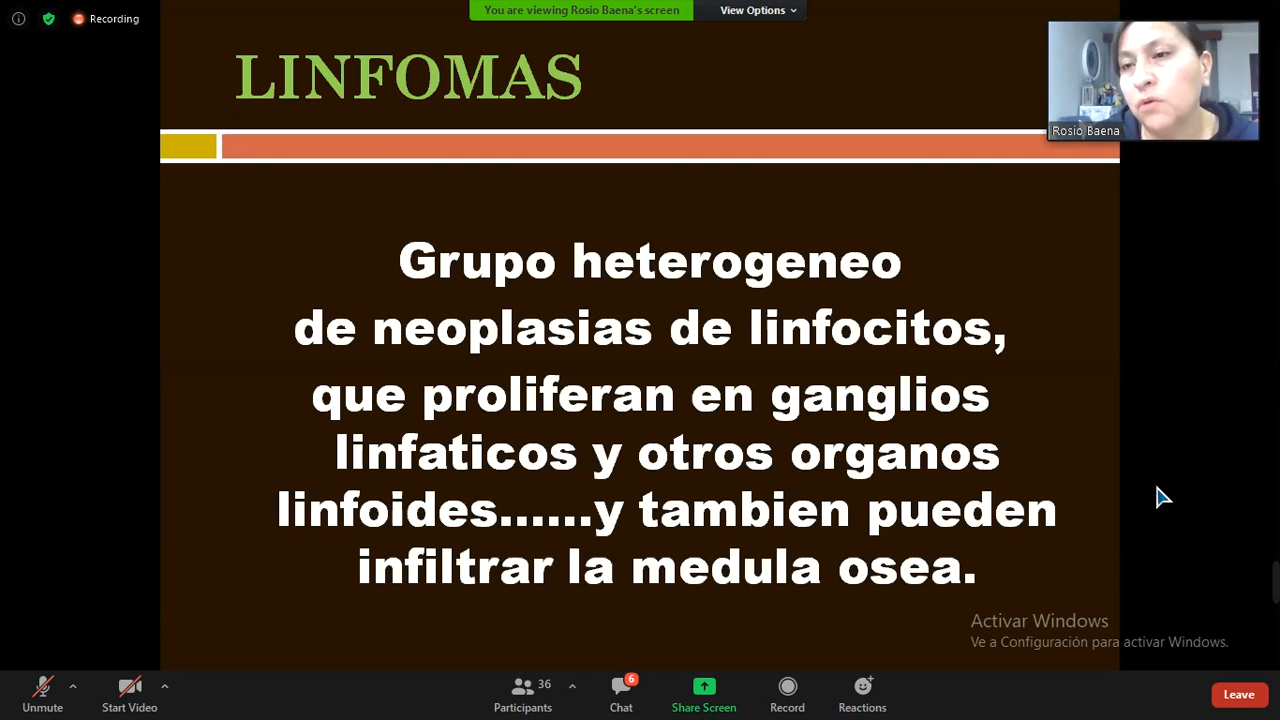 Recording
You are viewing Rosio Baena's screen
View Options
LINFOMAS
Rosio Baena
Grupo heterogeneo
de neoplasias de linfocitos,
que proliferan en ganglios
linfaticos y otros organos
linfoides......y tambien pueden
infiltrar la medula osea.
Activar Windows
Ve a Configuración para activar Windows.
Unmute
Start Video
36
Participants
6
Chat
Share Screen
Record
Reactions
Leave